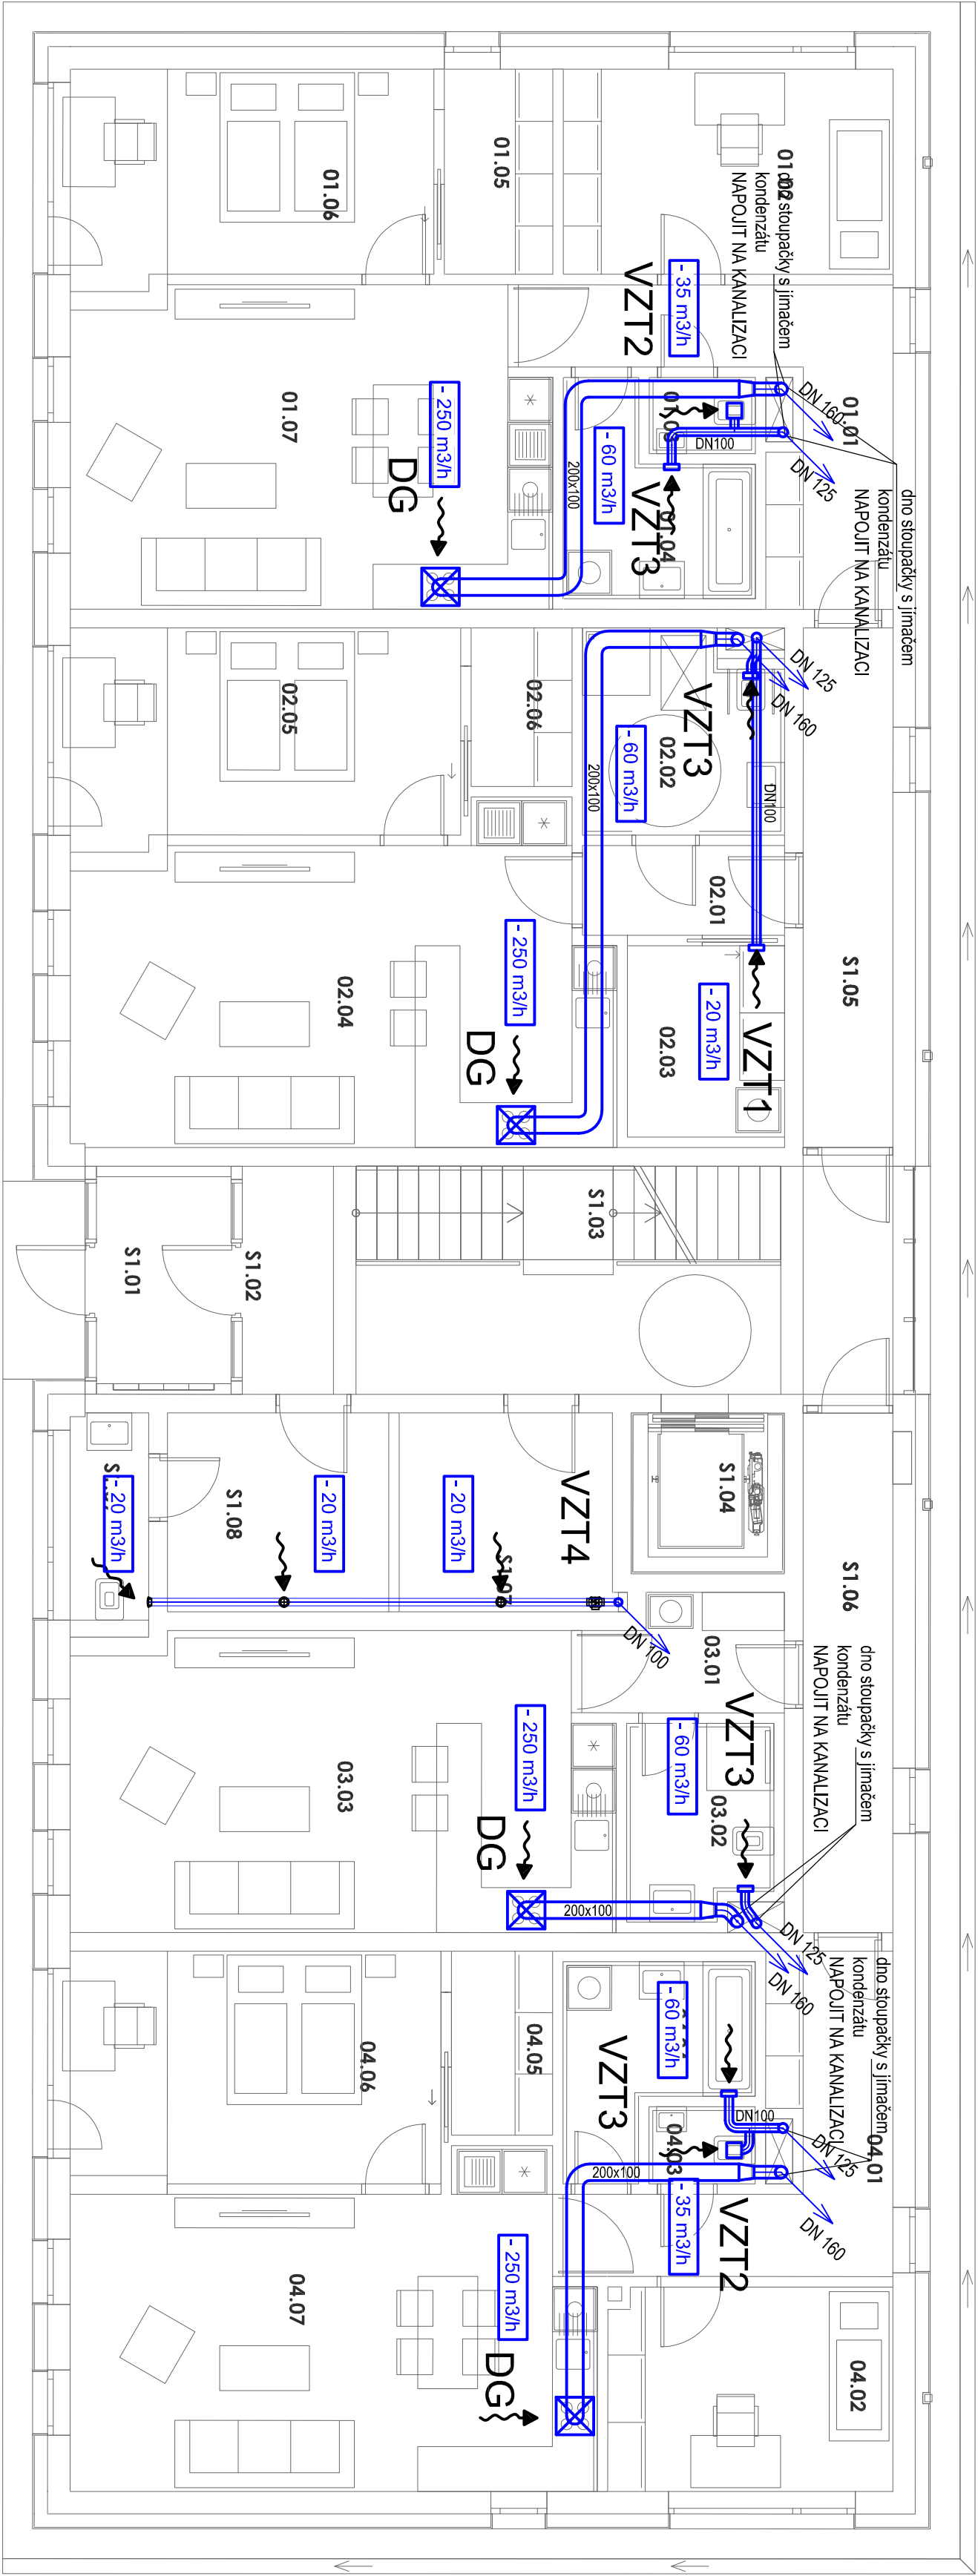 01.02
dno stoupačky s jímačem
kondenzátu
NAPOJIT NA KANALIZACI
01.05
01.06
- 35 m3/h
VZT2
01.07
- 250 m3/h
DG
01.01
DN 160
DN 125
01.03
DN100
- 60 m3/h
200x100
VZT3
01.04
dno stoupačky s jímačem
kondenzátu
NAPOJIT NA KANALIZACI
DN 125
DN 160
VZT3
02.02
- 60 m3/h
200x100
DN100
02.06
02.05
02.01
S1.05
- 250 m3/h
DG
02.04
- 20 m3/h
VZT1
02.03
S1.03
S1.02
S1.01
S1.04
S1.06
VZT4
- 20 m3/h
- 20 m3/h
- 20 m3/h
S1.08
DN 100
03.01
dno stoupačky s jímačem
kondenzátu
NAPOJIT NA KANALIZACI
VZT3
- 60 m3/h
03.02
- 250 m3/h
DG
03.03
200x100
DN 125
DN 160
dno stoupačky s jímačem
kondenzátu
NAPOJIT NA KANALIZACI
- 60 m3/h
VZT3
04.05
04.06
DN100
04.03
04.01
DN 125
DN 160
200x100
- 35 m3/h
VZT2
- 250 m3/h
DG
04.07
04.02